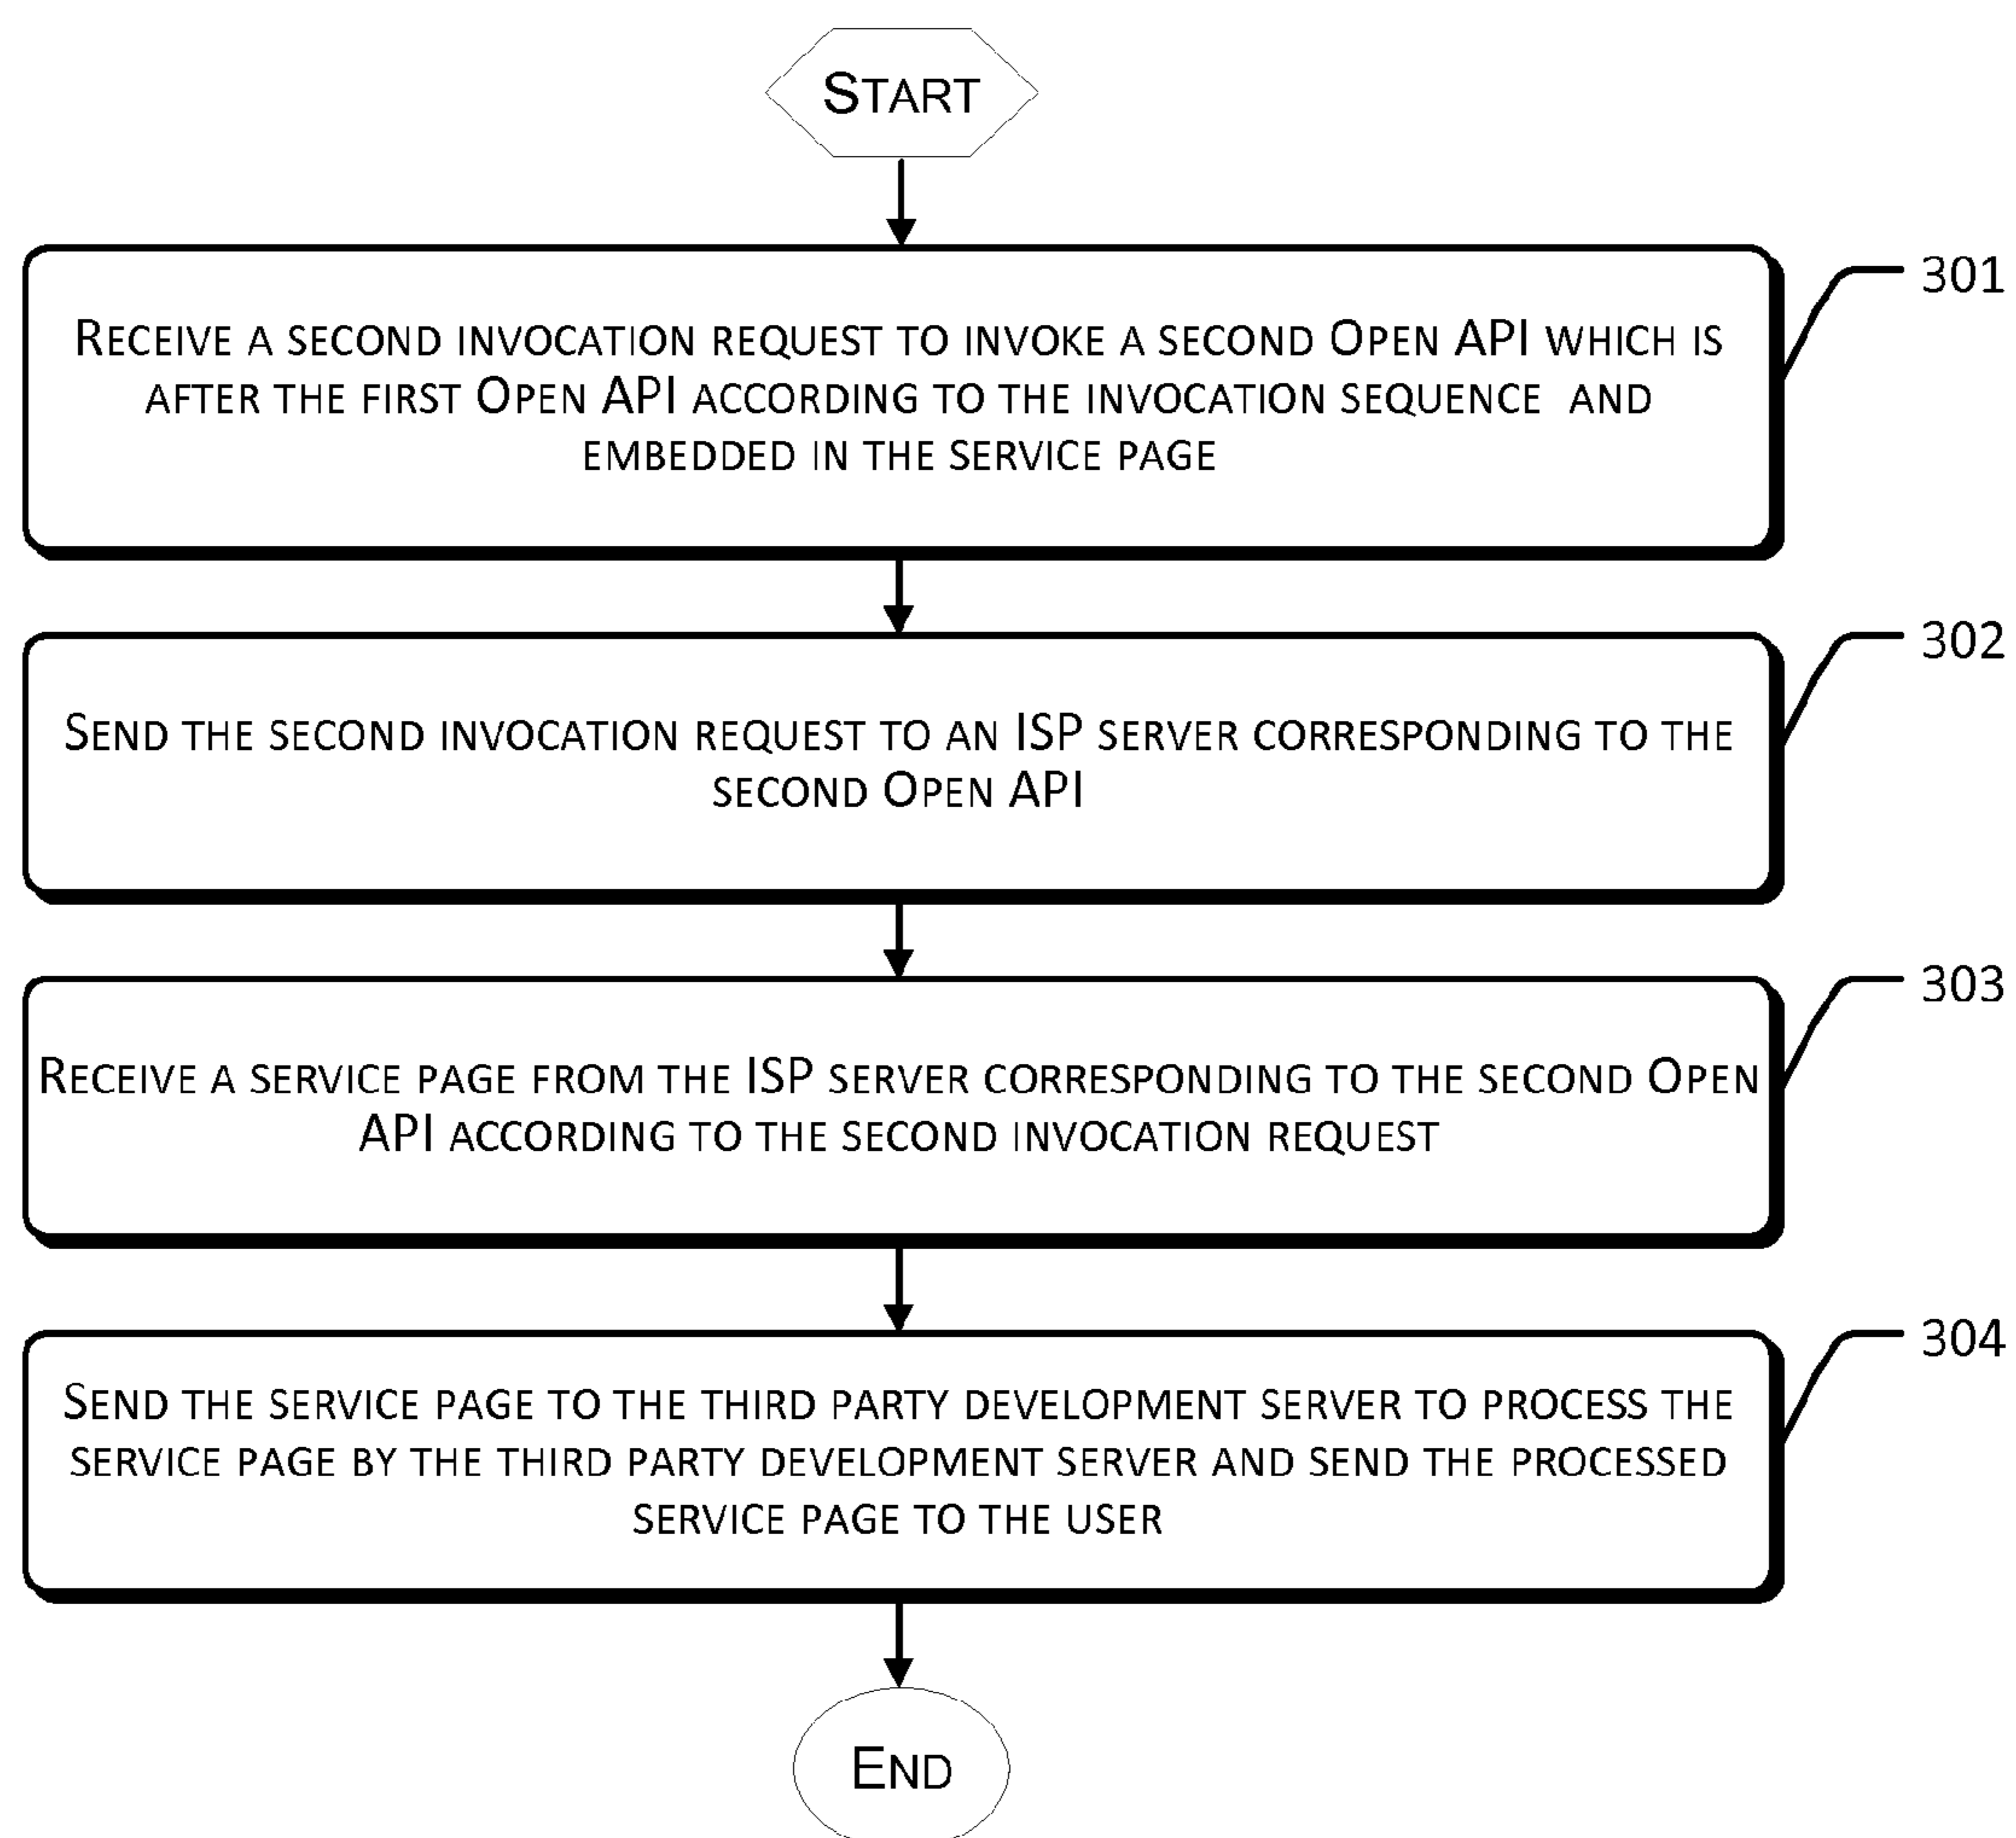 START
301
RECEIVE A SECOND INVOCATION REQUEST TO INVOKE A SECOND OPEN API WHICH IS
AFTER THE FIRST OPEN API ACCORDING TO THE INVOCATION SEQUENCE AND
EMBEDDED IN THE SERVICE PAGE
302
SEND THE SECOND INVOCATION REQUEST TO AN ISP SERVER CORRESPONDING TO THE
SECOND OPEN API
303
RECEIVE A SERVICE PAGE FROM THE ISP SERVER CORRESPONDING TO THE SECOND OPEN
API ACCORDING TO THE SECOND INVOCATION REQUEST
304
SEND THE SERVICE PAGE TO THE THIRD PARTY DEVELOPMENT SERVER TO PROCESS THE
SERVICE PAGE BY THE THIRD PARTY DEVELOPMENT SERVER AND SEND THE PROCESSED
SERVICE PAGE TO THE USER
END